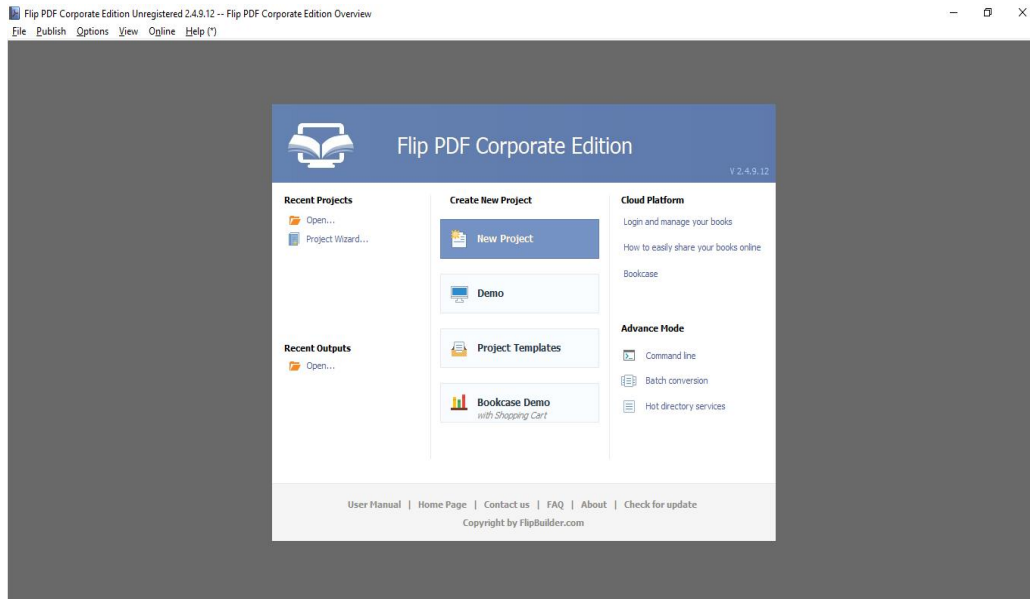 Flip PDF Corporate Edition Unregistered 2.4.9.12 -- Flip PDF Corporate Edition Overview
File Publish Options View Online Help (*)
Flip PDF Corporate Edition
V 2.4.9.12
Recent Projects
Open...
Project Wizard...
Recent Outputs
Open...
Create New Project
New Project
Demo
Project Templates
Bookcase Demo
with Shopping Cart
Cloud Platform
Login and manage your books
How to easily share your books online
Bookcase
Advance Mode
Command line
Batch conversion
Hot directory services
User Manual | Home Page | Contact us | FAQ | About | Check for update
Copyright by FlipBuilder.com